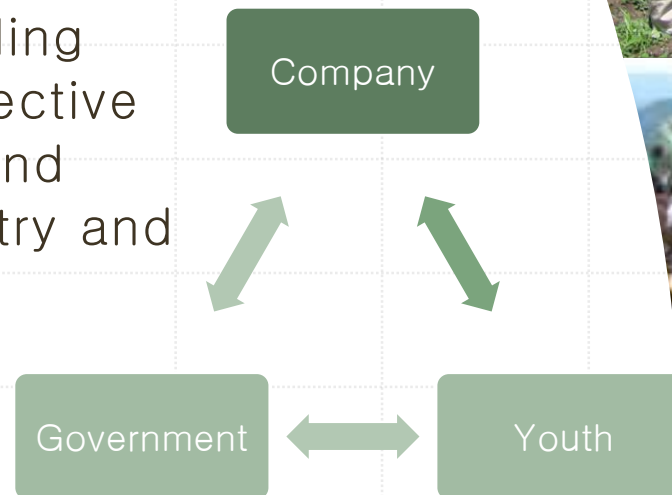 ling
ective
nd
try and
Company
Government
Youth